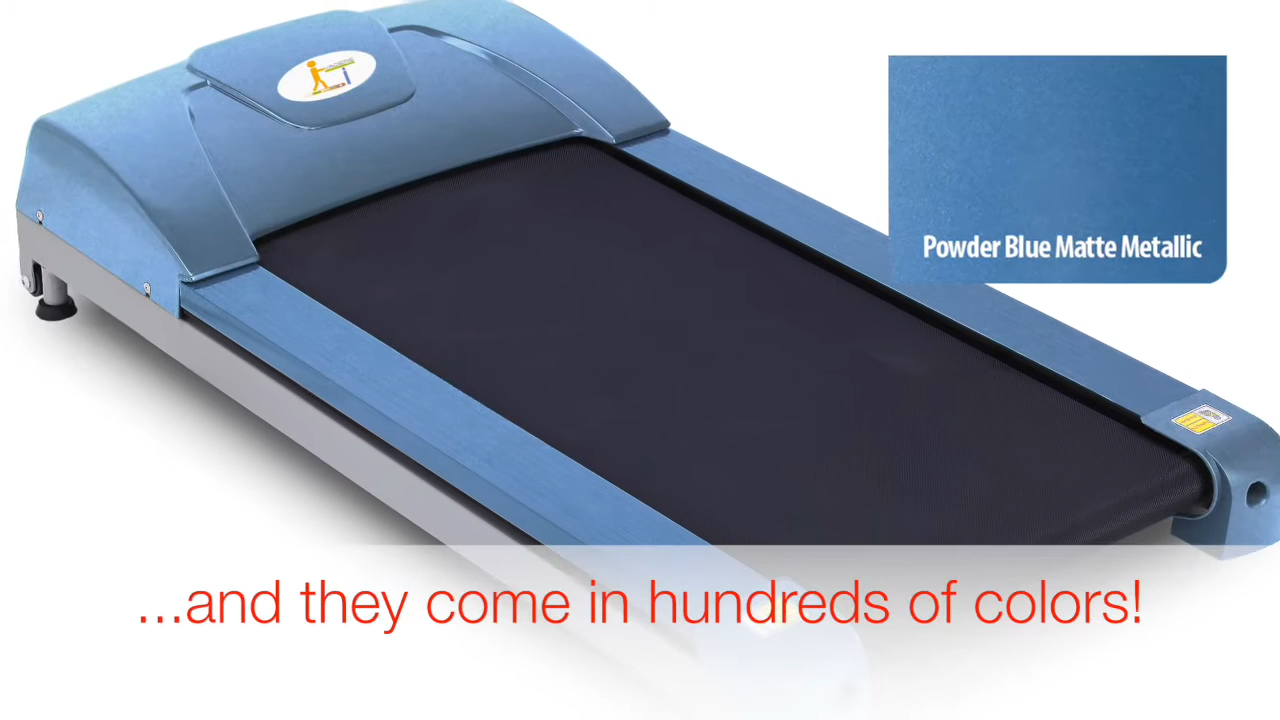 Powder Blue Matte Metallic
...and they come in hundreds of colors!